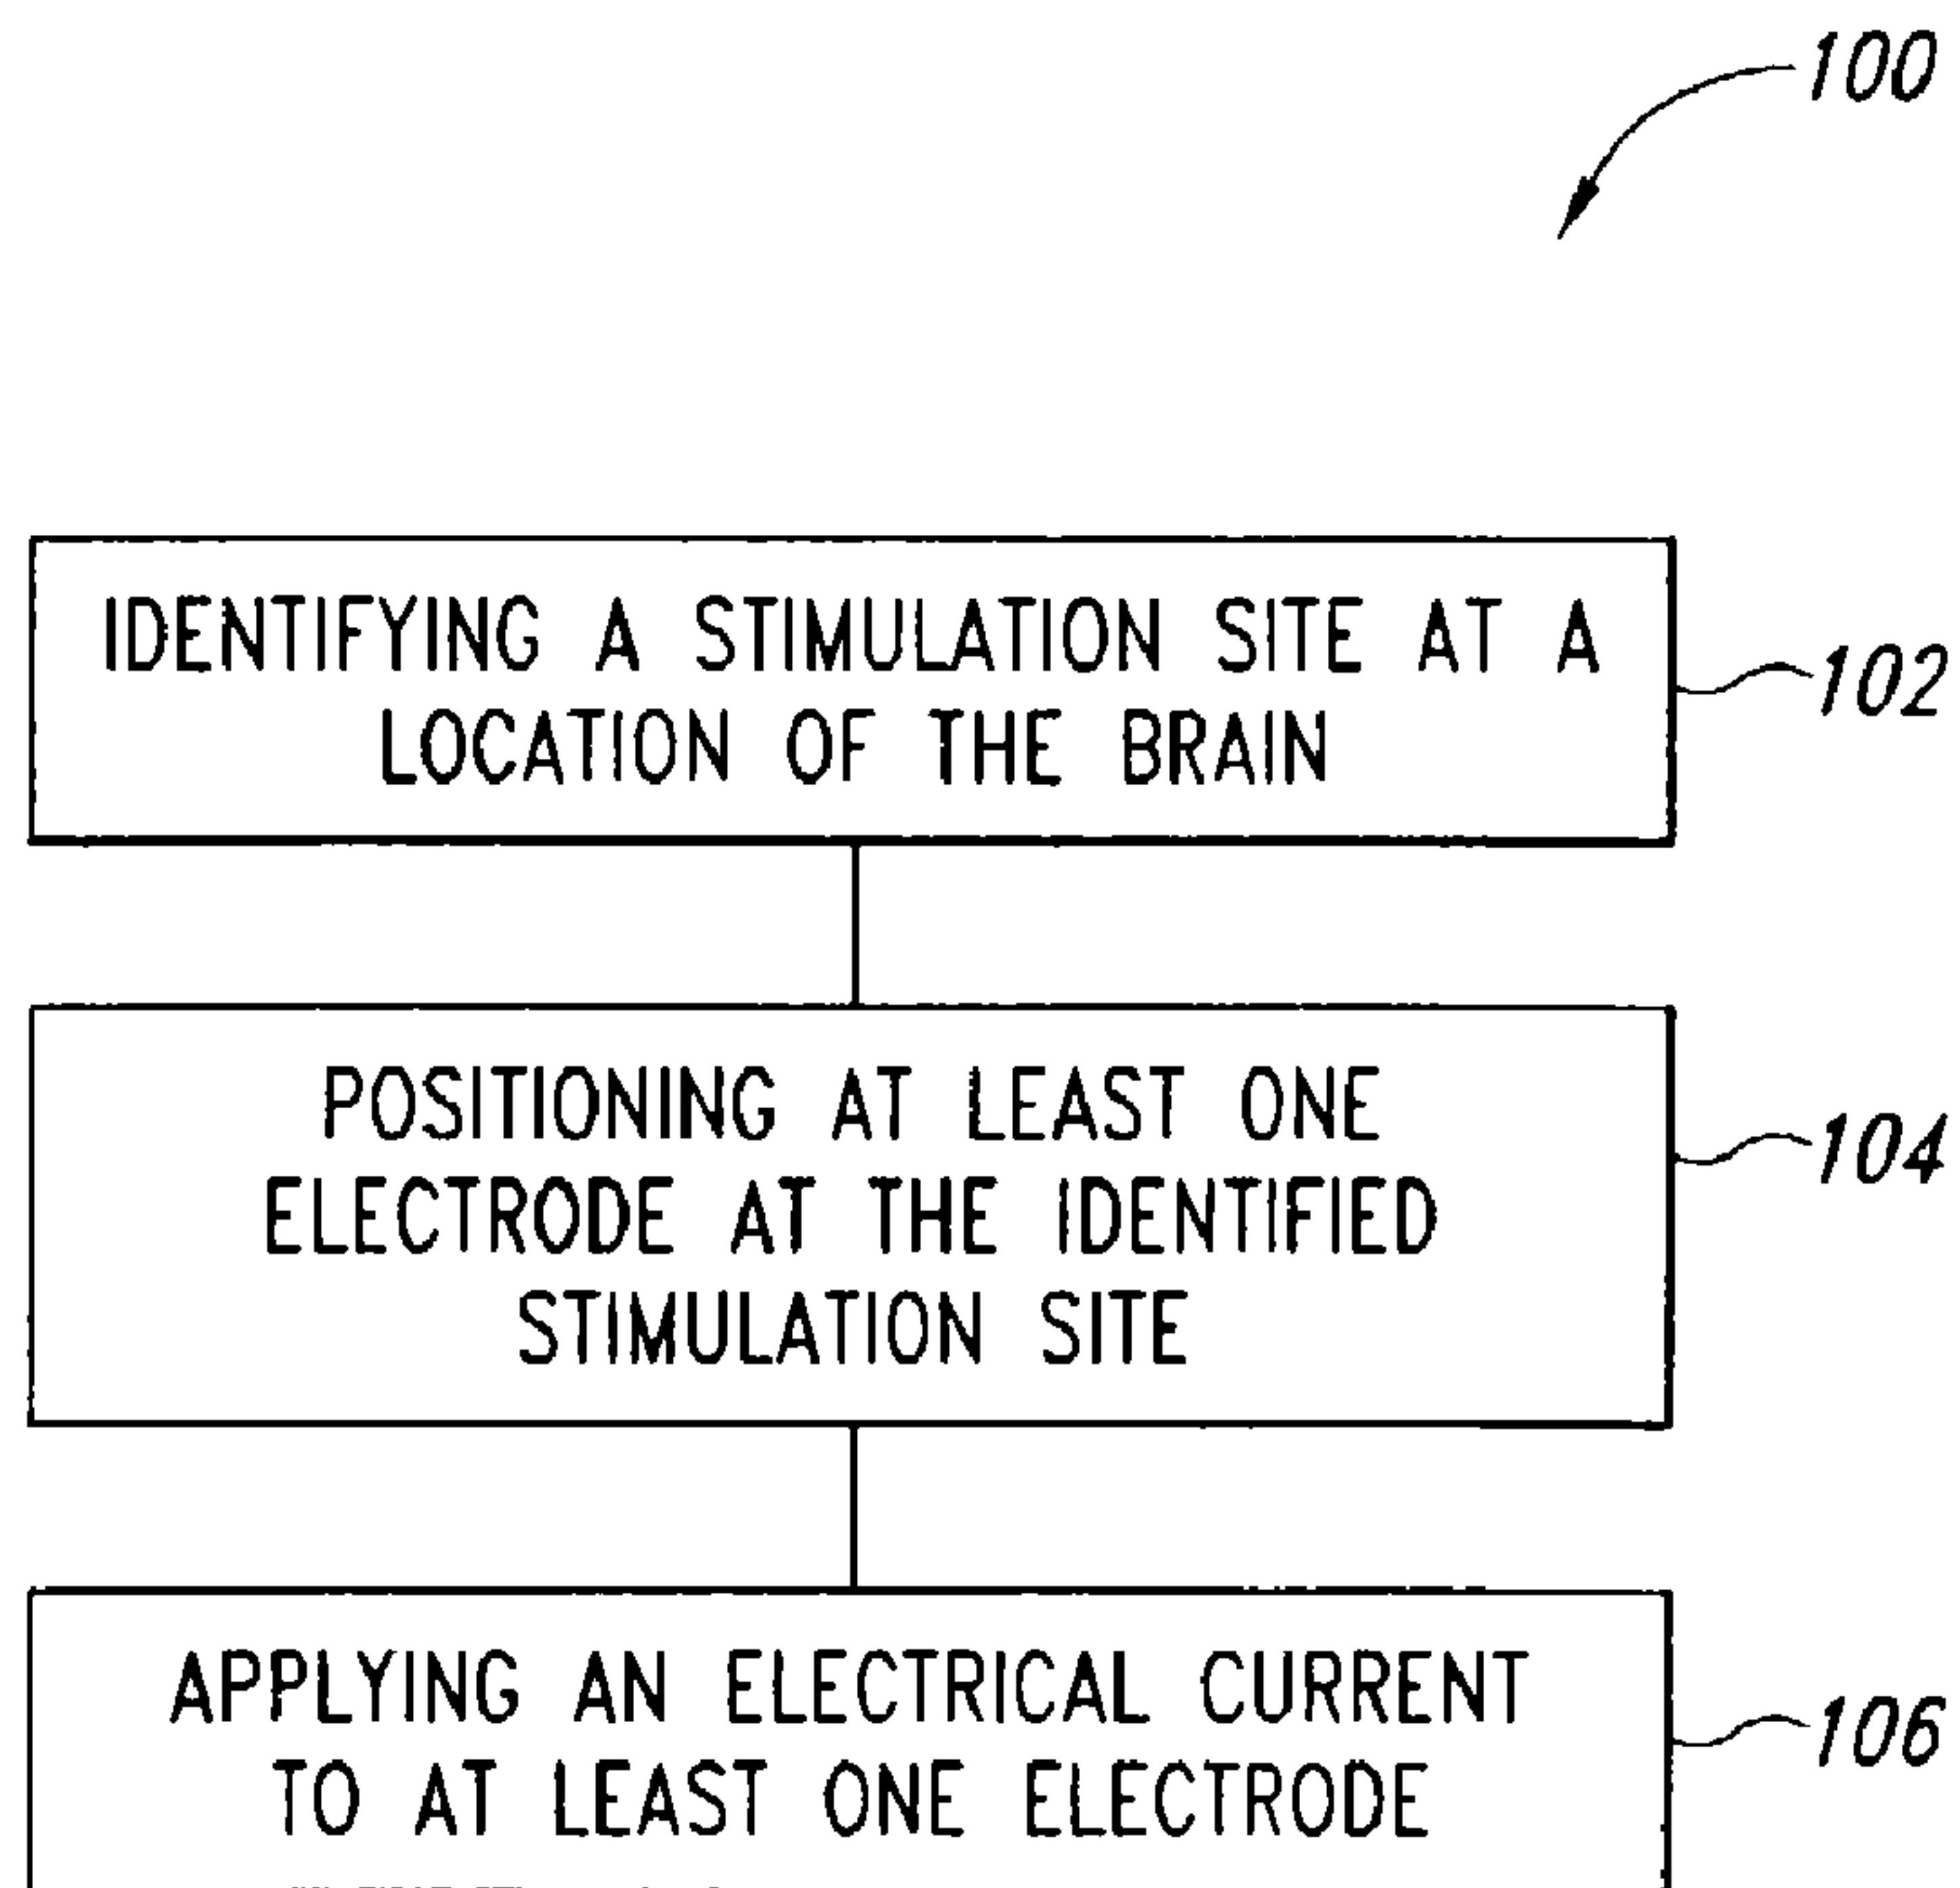 100
IDENTIFYING A STIMULATION SITE AT A
LOCATION OF THE BRAIN
102
POSITIONING AT LEAST ONE
ELECTRODE AT THE IDENTIFIED
STIMULATION SITE
104
APPLYING AN ELECTRICAL CURRENT
TO AT LEAST ONE ELECTRODE
106